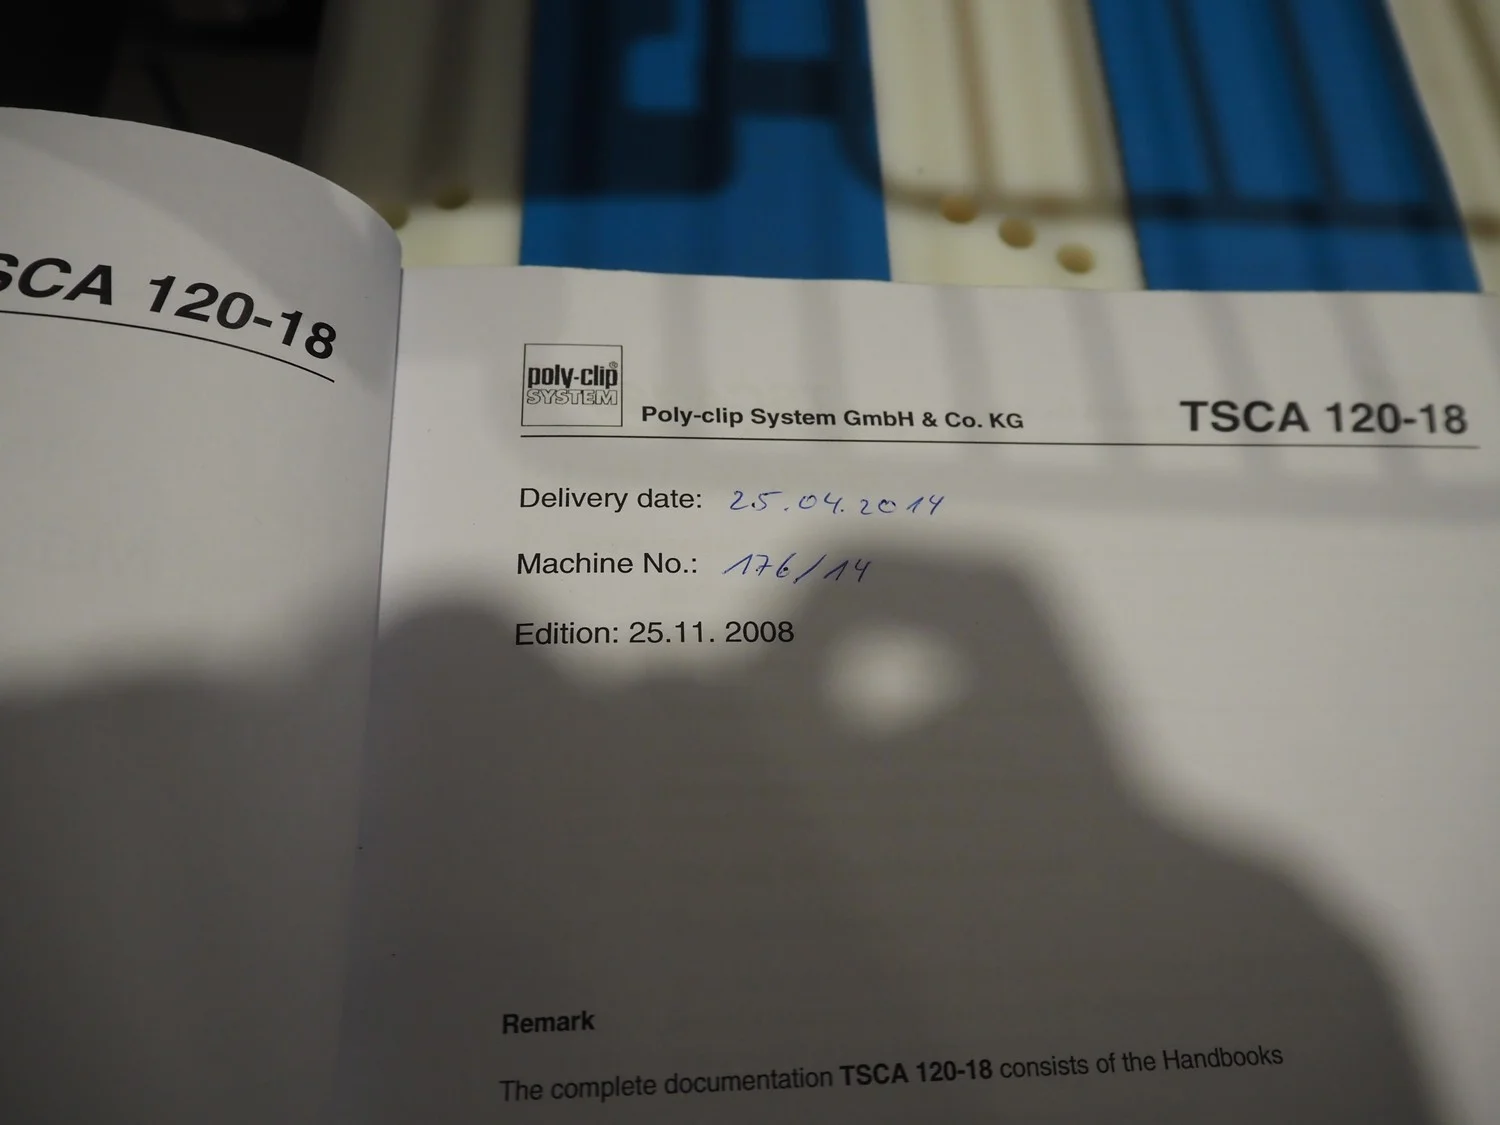 SCA 120-18
poly-clip®
SYSTEM
Poly-clip System GmbH & Co. KG
TSCA 120-18
Delivery date: 25.04.2014
Machine No.: 176/14
Edition: 25.11. 2008
Remark
The complete documentation TSCA 120-18 consists of the Handbooks